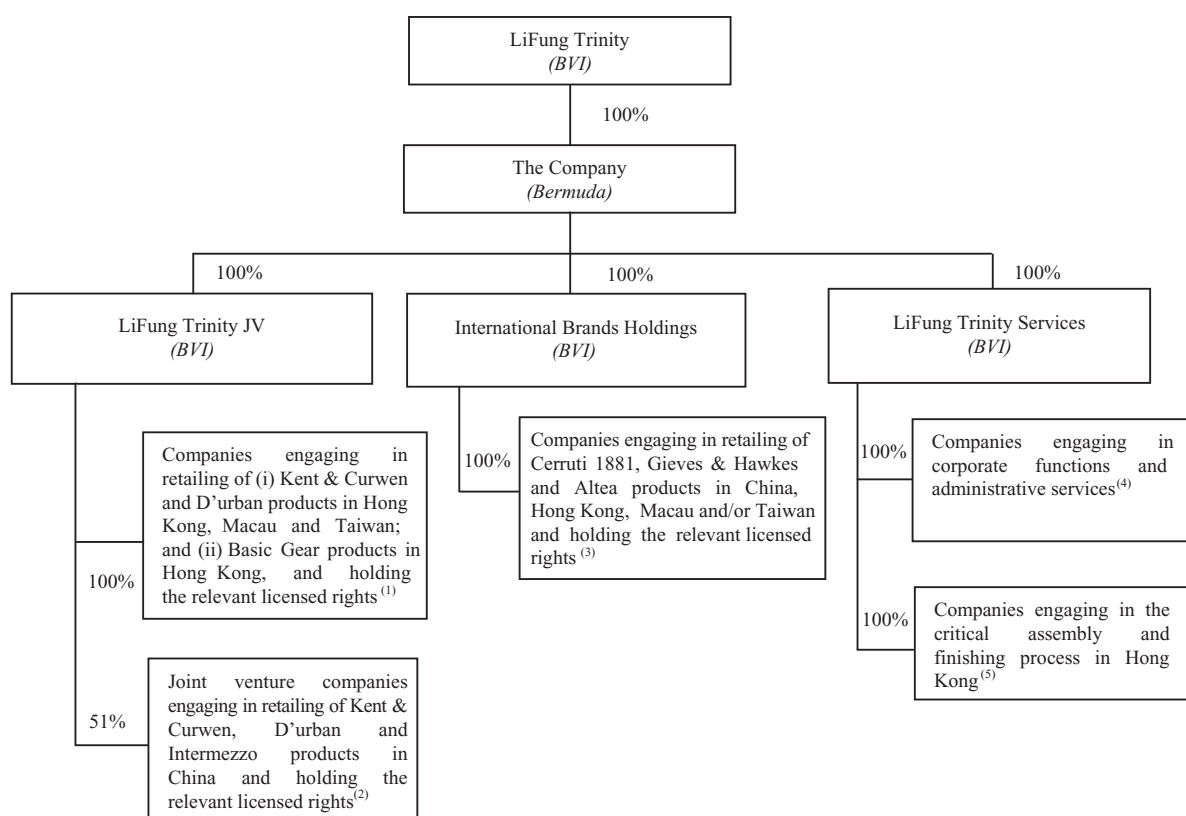 LiFung Trinity
(BVI)
100%
The Company
(Bermuda)
100%
100%
100%
LiFung Trinity JV
(BVI)
International Brands Holdings
(BVI)
LiFung Trinity Services
(BVI)
Companies engaging in
retailing of (i) Kent & Curwen
and D'urban products in Hong
Kong, Macau and Taiwan;
and (ii) Basic Gear products in
Hong Kong, and holding
the relevant licensed rights(1)
100%
Joint venture companies
engaging in retailing of Kent &
Curwen, D'urban and
Intermezzo products in
China and holding the
relevant licensed rights(2)
51%
100%
Companies engaging in retailing of
Cerruti 1881, Gieves & Hawkes
and Altea products in China,
Hong Kong, Macau and/or Taiwan
and holding the relevant licensed
rights (3)
100%
Companies engaging in
corporate functions and
administrative services(4)
100%
Companies engaging in the
critical assembly and
finishing process in Hong
Kong(5)